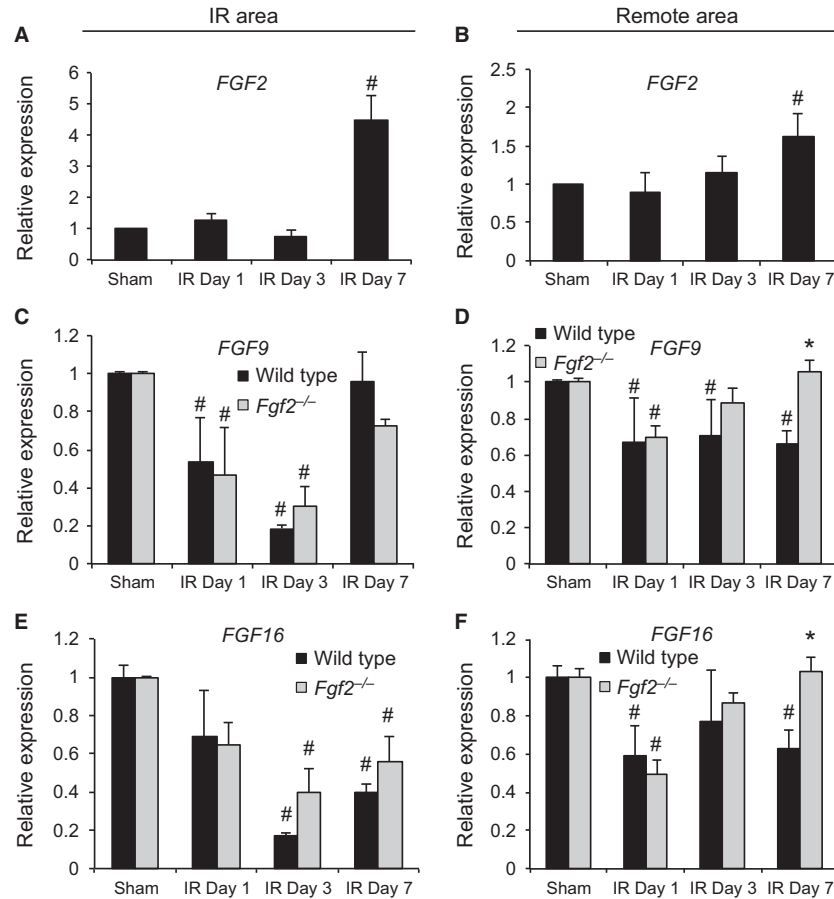 IR area
Remote area
A
FGF2
#
Relative expression
6
5
4
3
2
1
0
Sham IR Day 1 IR Day 3 IR Day 7
B
FGF2
#
Relative expression
2.5
2
1.5
1
0.5
0
Sham IR Day 1 IR Day 3 IR Day 7
C
FGF9
Wild type
Fgf2–/–
# # # #
Relative expression
1.2
1
0.8
0.6
0.4
0.2
0
Sham IR Day 1 IR Day 3 IR Day 7
D
Wild type
FGF9
Fgf2–/–
# # # # *
Relative expression
1.2
1
0.8
0.6
0.4
0.2
0
Sham IR Day 1 IR Day 3 IR Day 7
E
FGF16
Wild type
Fgf2–/–
# # # #
Relative expression
1.2
1
0.8
0.6
0.4
0.2
0
Sham IR Day 1 IR Day 3 IR Day 7
F
FGF16
Wild type
Fgf2–/–
# # # *
Relative expression
1.2
1
0.8
0.6
0.4
0.2
0
Sham IR Day 1 IR Day 3 IR Day 7